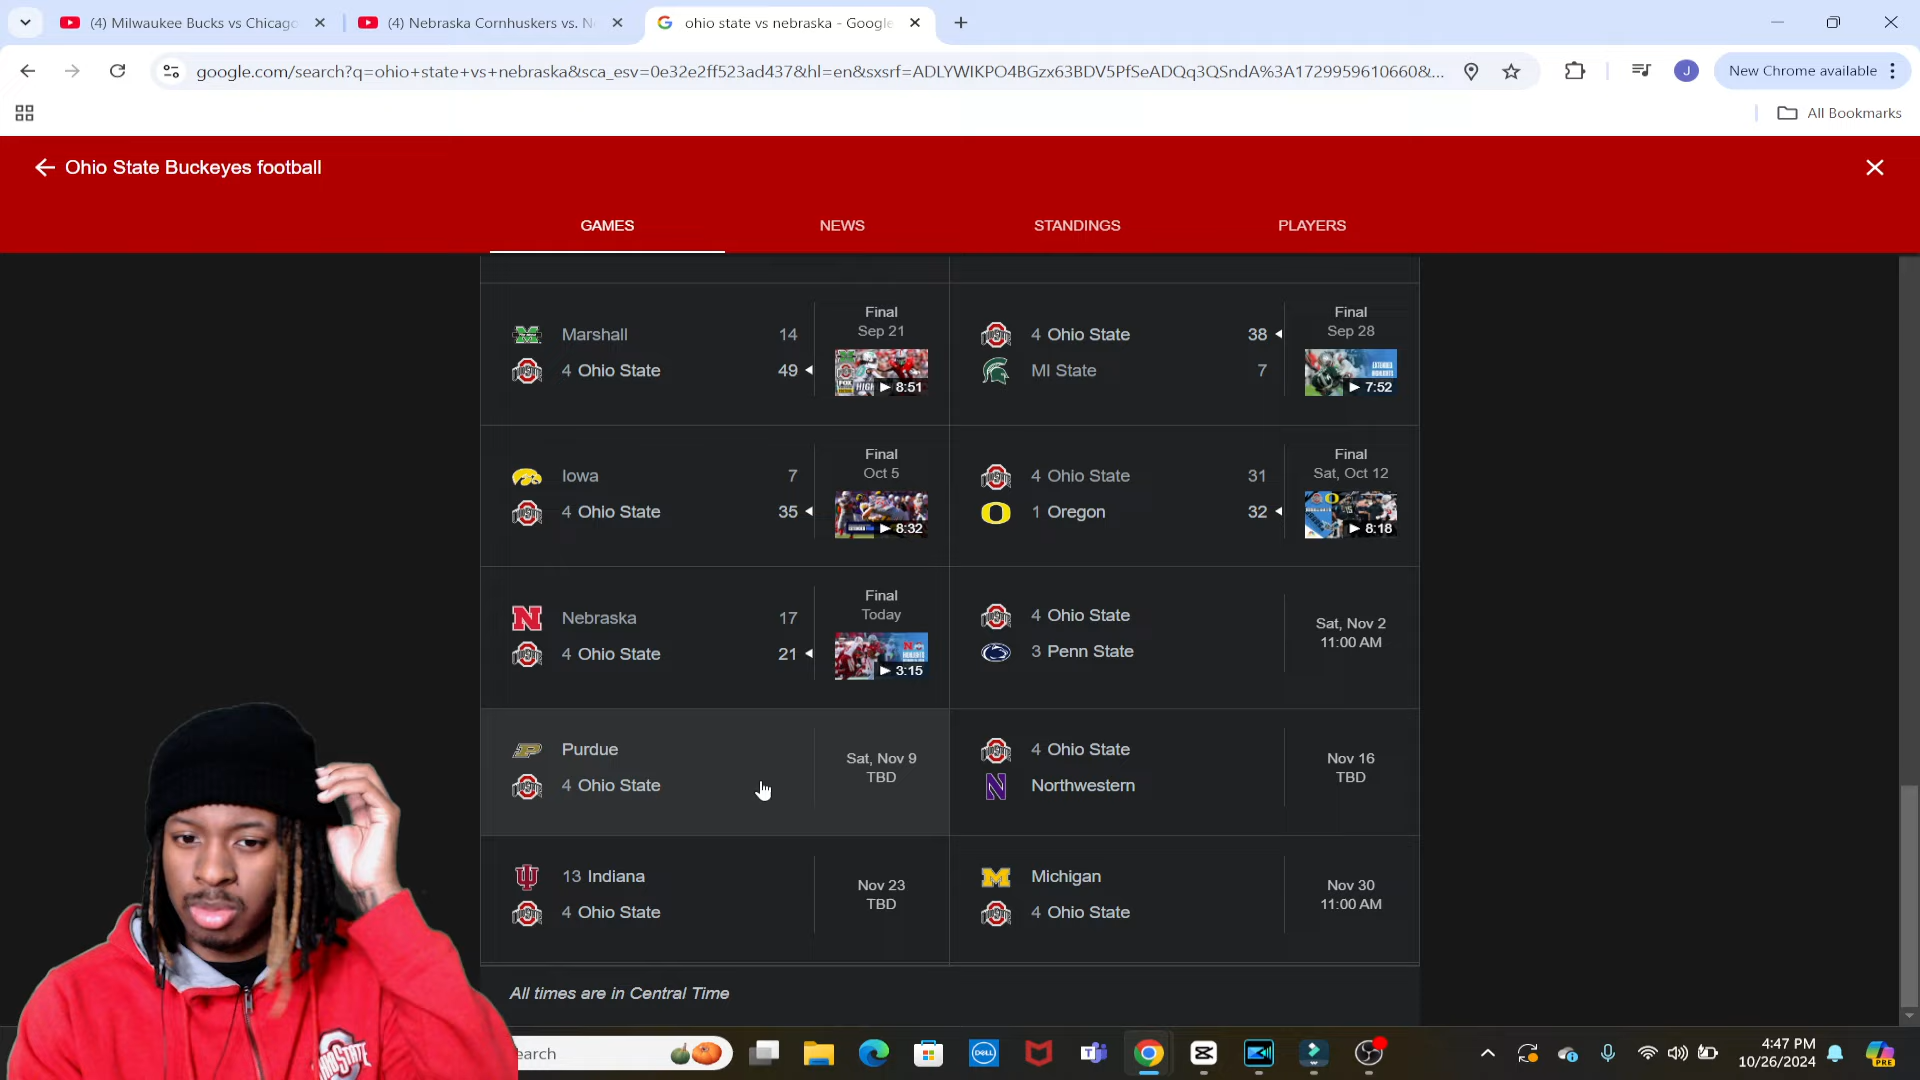 (4) Milwaukee Bucks vs Chicago
(4) Nebraska Cornhuskers vs. N
ohio state vs nebraska - Google
google.com/search?q=ohio+state+vs+nebraska&sca_esv=0e32e2ff523ad437&hl=en&sxsrf=ADLYWIKPO4BGzx63BDV5PfSeADQq3QSndA%3A1729959610660&...
J
New Chrome available
All Bookmarks
Ohio State Buckeyes football
GAMES
NEWS
STANDINGS
PLAYERS
Marshall 14
4 Ohio State 49
Final
Sep 21
8:51
4 Ohio State 38
MI State 7
Final
Sep 28
7:52
Iowa 7
4 Ohio State 35
Final
Oct 5
8:32
4 Ohio State 31
1 Oregon 32
Final
Sat, Oct 12
8:18
Nebraska 17
4 Ohio State 21
Final
Today
3:15
4 Ohio State
3 Penn State
Sat, Nov 2
11:00 AM
Purdue
4 Ohio State
Sat, Nov 9
TBD
4 Ohio State
Northwestern
Nov 16
TBD
13 Indiana
4 Ohio State
Nov 23
TBD
Michigan
4 Ohio State
Nov 30
11:00 AM
All times are in Central Time
OHIO STATE
earch
DELL
4:47 PM
10/26/2024
PRE